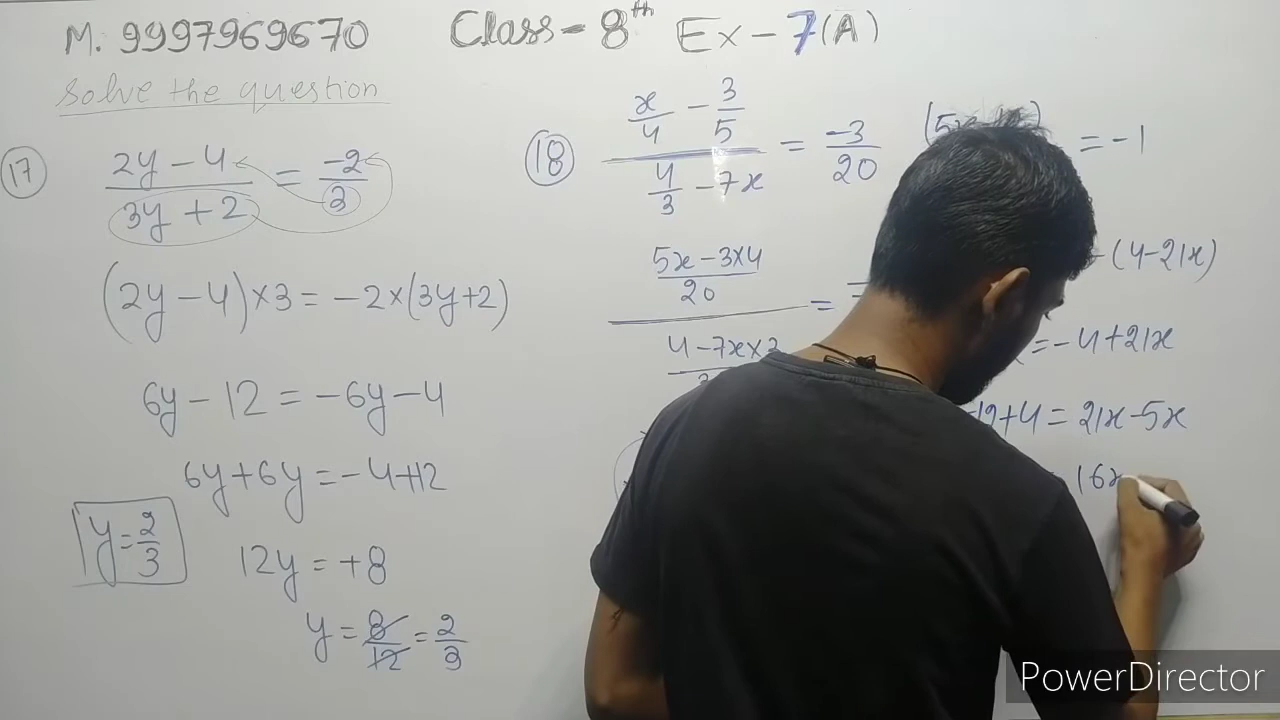 M. 9997969670 Class - 8th Ex - 7(A)
Solve the question
17 (2y - 4)/(3y + 2) = -2/3
(2y - 4) × 3 = -2 × (3y + 2)
6y - 12 = -6y - 4
6y + 6y = -4 + 12
12y = +8
y = 8/12 = 2/3
y = 2/3
18 (x/4 - 3/5)/(4/3 - 7x) = -3/20
(5x - 3×4)/20
=
4 - 7x×3
= -1
-(4 - 21x)
= -4 + 21x
-12 + 4 = 21x - 5x
16x
PowerDirector